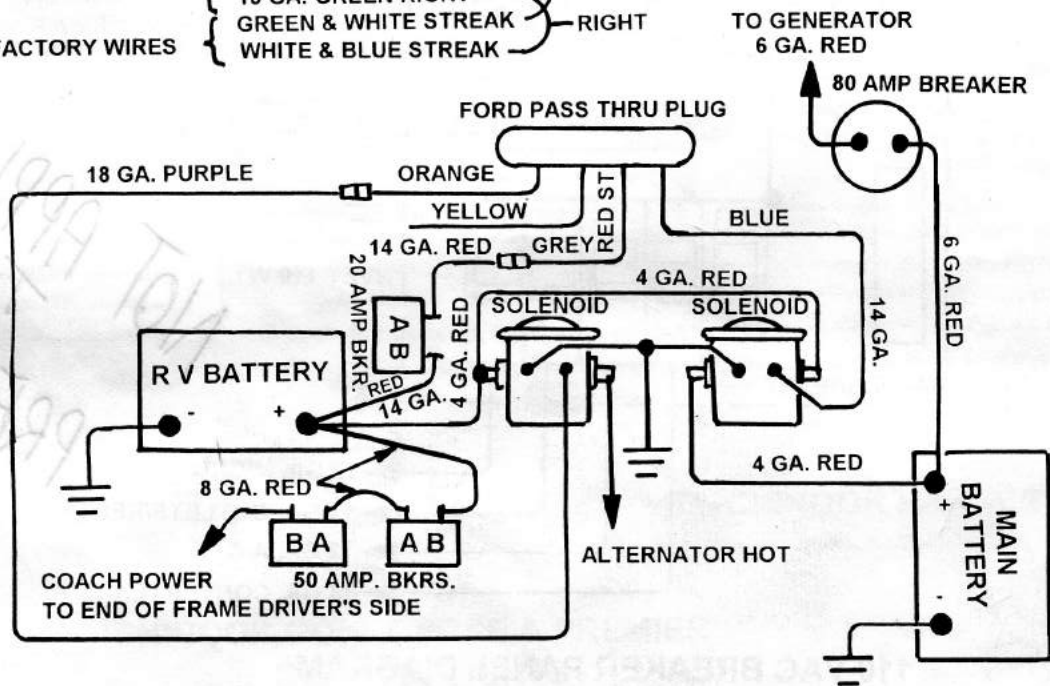 GREEN & WHITE STREAK
FACTORY WIRES
WHITE & BLUE STREAK
RIGHT
TO GENERATOR
6 GA. RED
80 AMP BREAKER
FORD PASS THRU PLUG
18 GA. PURPLE
ORANGE
YELLOW
RED ST
BLUE
14 GA. RED
GREY
6 GA. RED
20 AMP BKR.
4 GA. RED
SOLENOID
SOLENOID
14 GA.
A B
4 GA. RED
R V BATTERY
RED
14 GA.
- +
4 GA. RED
8 GA. RED
B A
A B
ALTERNATOR HOT
+
MAIN
BATTERY
-
COACH POWER
50 AMP. BKRS.
TO END OF FRAME DRIVER'S SIDE